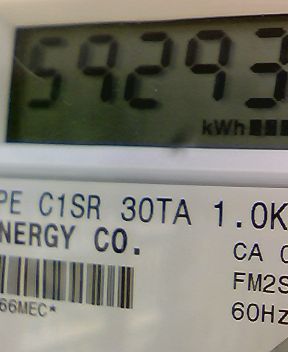 59293
kWh
PE C1SR 30TA 1.0K
NERGY CO.
CA
FM2S
66MEC*
60Hz